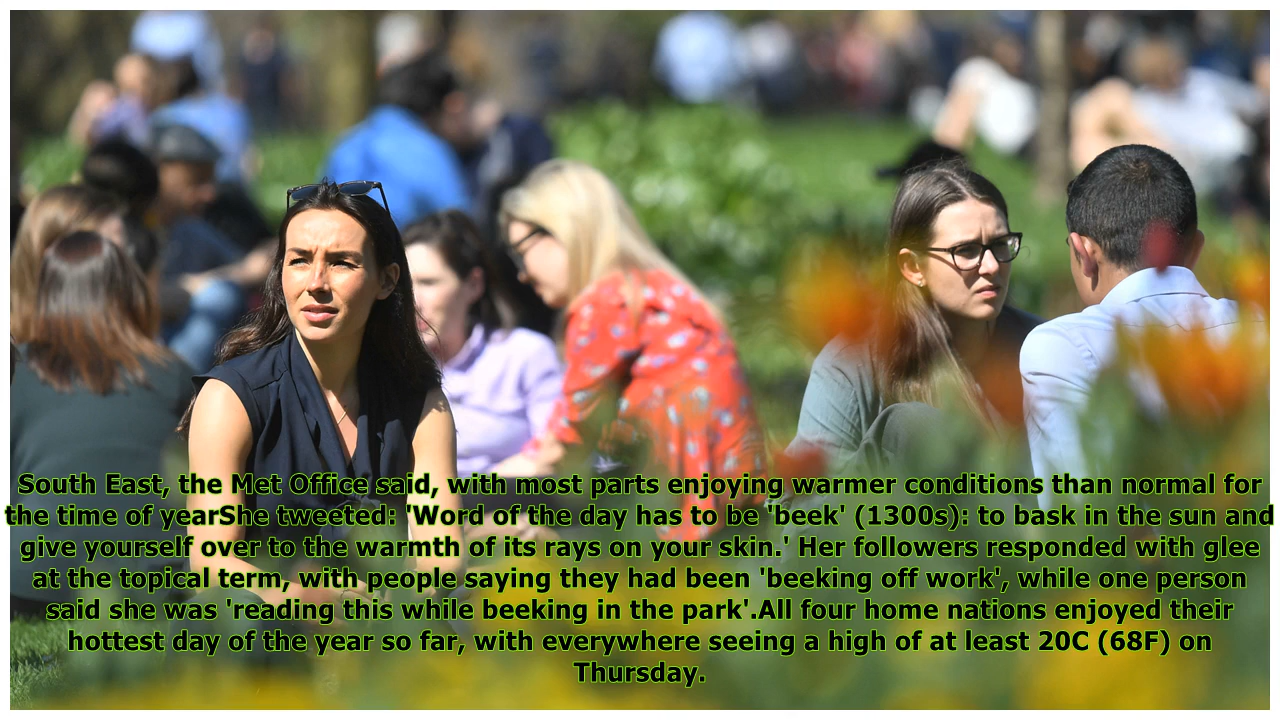 South East, the Met Office said, with most parts enjoying warmer conditions than normal for
the time of yearShe tweeted: 'Word of the day has to be 'beek' (1300s): to bask in the sun and
give yourself over to the warmth of its rays on your skin.' Her followers responded with glee
at the topical term, with people saying they had been 'beeking off work', while one person
said she was 'reading this while beeking in the park'.All four home nations enjoyed their
hottest day of the year so far, with everywhere seeing a high of at least 20C (68F) on
Thursday.